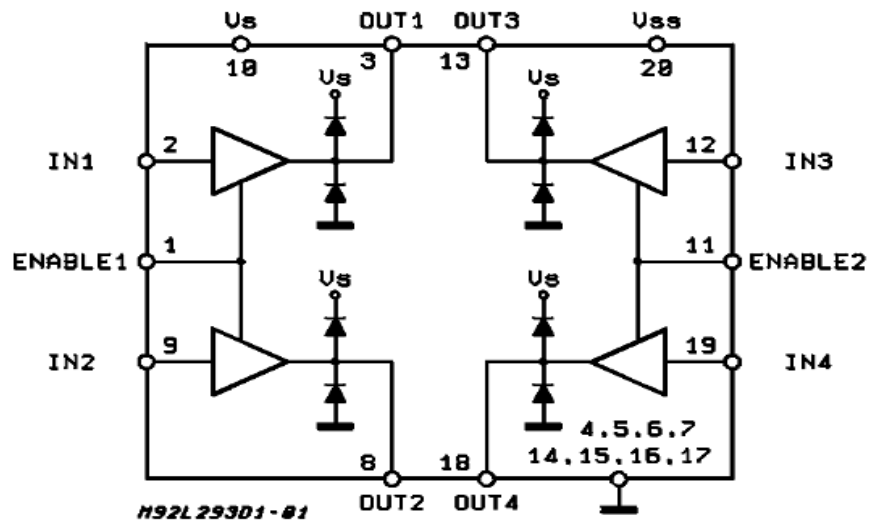 Vs OUT1 OUT3 Vss
10 3 13 20
Vs Vs
IN1 2 12 IN3
ENABLE1 1 11 ENABLE2
Vs Vs
IN2 9 19 IN4
4.5.6.7
8 18 14.15.16.17
OUT2 OUT4
M92L293D1-01